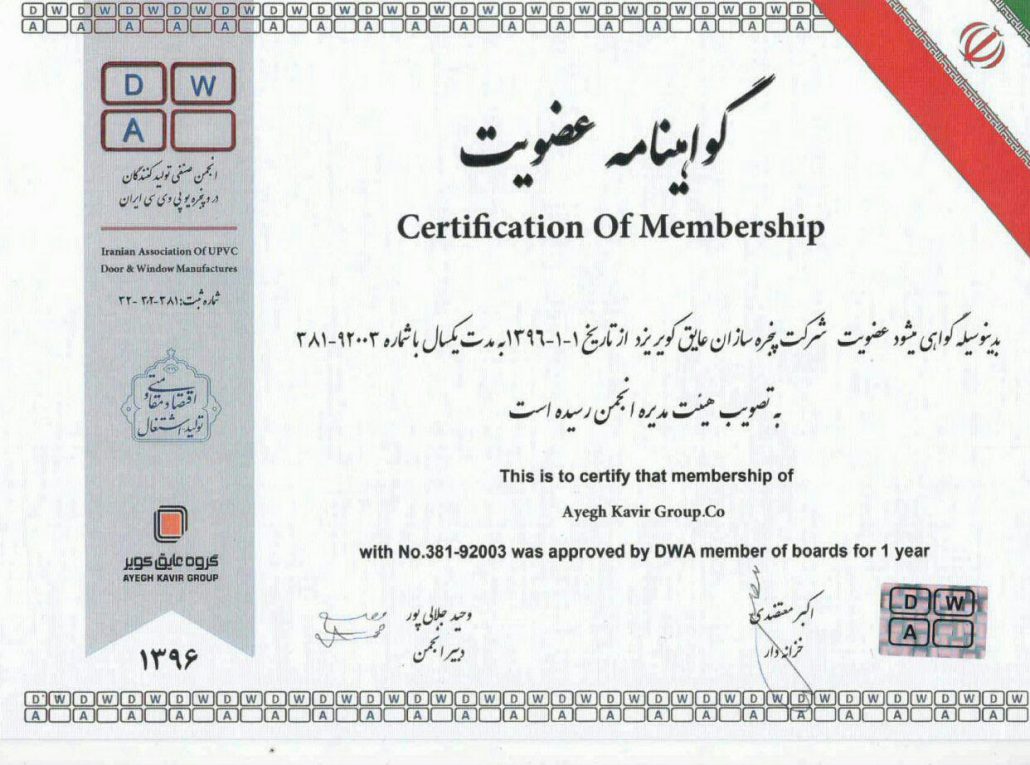 D W
A
انجمن صنفی تولیدکنندگان
در و پنجره یو پی وی سی ایران
Iranian Association Of UPVC
Door & Window Manufactures
شماره ثبت: ۳۸۱-۳۰۲-۳۲
اقتصاد مقاومتی
تولید، اشتغال
گروه عایق کویر
AYEGH KAVIR GROUP
۱۳۹۶
گواهینامه عضویت
Certification Of Membership
بدینوسیله گواهی میشود عضویت شرکت پنجره سازان عایق کویر یزد از تاریخ ۱-۱-۱۳۹۶ به مدت یکسال با شماره ۹۲۰۰۳-۳۸۱
به تصویب هیئت مدیره انجمن رسیده است
This is to certify that membership of
Ayegh Kavir Group.Co
with No.381-92003 was approved by DWA member of boards for 1 year
اکبر معتقدی
خزانه دار
وحید جلالی پور
دبیر انجمن
D W
A